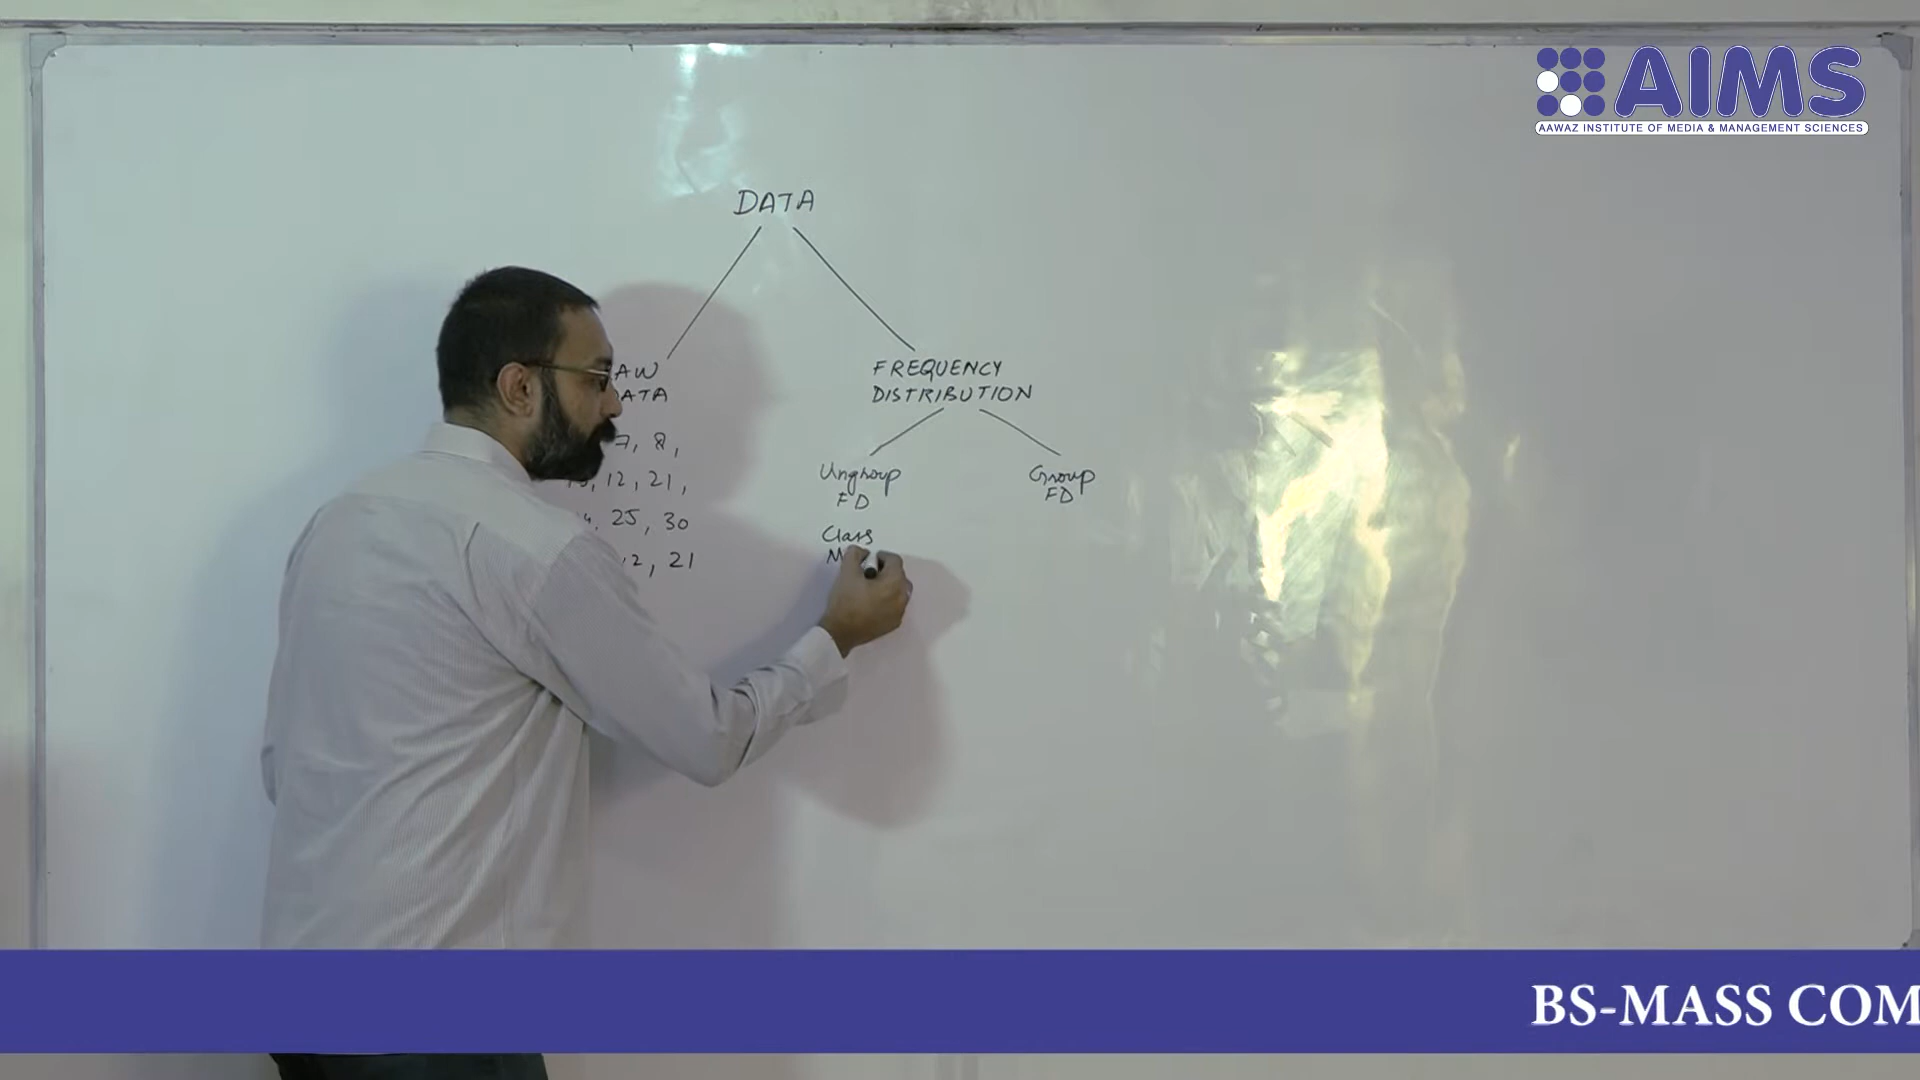 AIMS
AAWAZ INSTITUTE OF MEDIA & MANAGEMENT SCIENCES
DATA
AW
ATA
7, 8,
12, 21,
25, 30
2, 21
FREQUENCY
DISTRIBUTION
Ungroup
FD
Class
M
Group
FD
BS-MASS COM